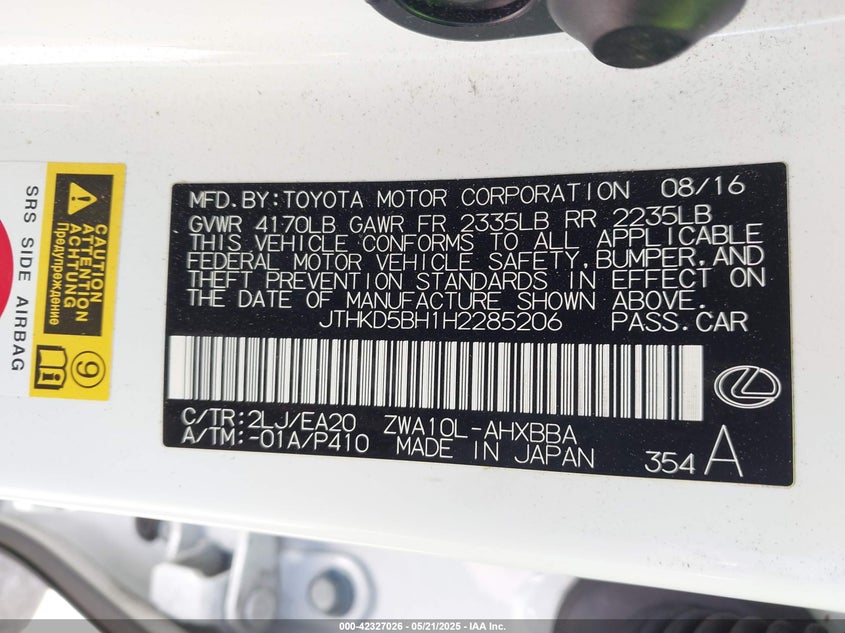 MFD.BY:TOYOTA MOTOR CORPORATION 08/16
GVWR 4170LB GAWR FR 2335LB RR 2235LB
THIS VEHICLE CONFORMS TO ALL APPLICABLE
FEDERAL MOTOR VEHICLE SAFETY,BUMPER,AND
THEFT PREVENTION STANDARDS IN EFFECT ON
THE DATE OF MANUFACTURE SHOWN ABOVE.
JTHKD5BH1H2285206 PASS.CAR
C/TR:2LJ/EA20 ZWA10L-AHXBBA
A/TM:-01A/P410 MADE IN JAPAN 354 A
SRS SIDE AIRBAG
CAUTION
ATTENTION
ACHTUNG
Предупреждение
9
000-42327026 - 05/21/2025 - IAA Inc.